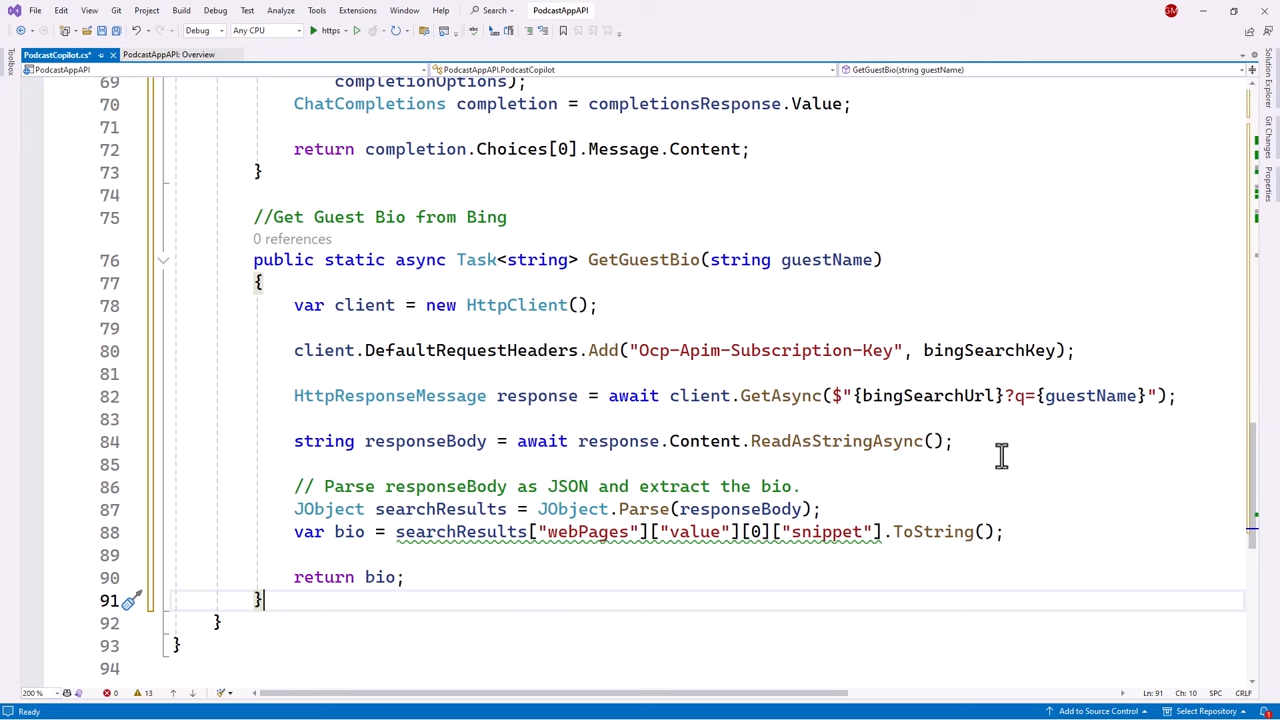 File Edit View Git Project Build Debug Test Analyze Tools Extensions Window Help Search PodcastAppAPI GM
Debug Any CPU https
PodcastCopilot.cs* PodcastAppAPI: Overview
PodcastAppAPI PodcastAppAPI.PodcastCopilot GetGuestBio(string guestName)
Toolbox
Solution Explorer
Git Changes
Properties
69 completionOptions);
70 ChatCompletions completion = completionsResponse.Value;
71
72 return completion.Choices[0].Message.Content;
73 }
74
75 //Get Guest Bio from Bing
0 references
76 public static async Task<string> GetGuestBio(string guestName)
77 {
78 var client = new HttpClient();
79
80 client.DefaultRequestHeaders.Add("Ocp-Apim-Subscription-Key", bingSearchKey);
81
82 HttpResponseMessage response = await client.GetAsync($"{bingSearchUrl}?q={guestName}");
83
84 string responseBody = await response.Content.ReadAsStringAsync();
85
86 // Parse responseBody as JSON and extract the bio.
87 JObject searchResults = JObject.Parse(responseBody);
88 var bio = searchResults["webPages"]["value"][0]["snippet"].ToString();
89
90 return bio;
91 }
92 }
93 }
94
200 % 0 13 Ln: 91 Ch: 10 SPC CRLF
Ready Add to Source Control Select Repository